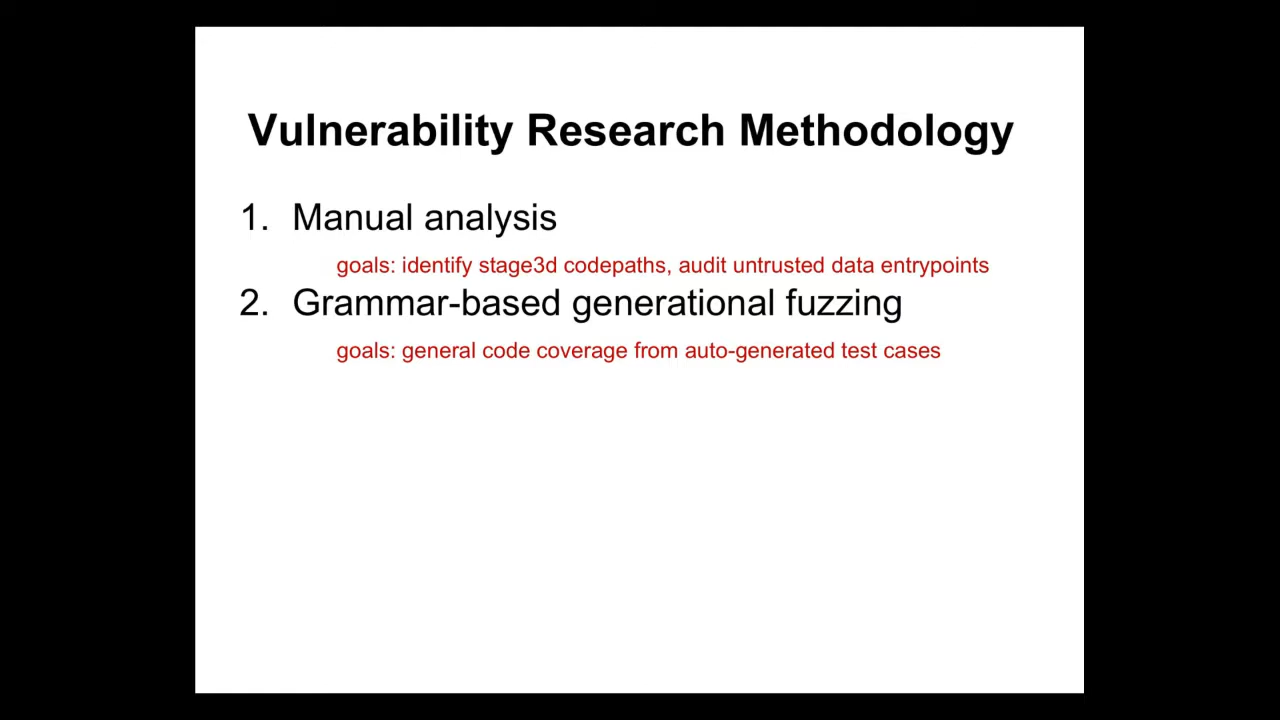 Vulnerability Research Methodology
1. Manual analysis
goals: identify stage3d codepaths, audit untrusted data entrypoints
2. Grammar-based generational fuzzing
goals: general code coverage from auto-generated test cases